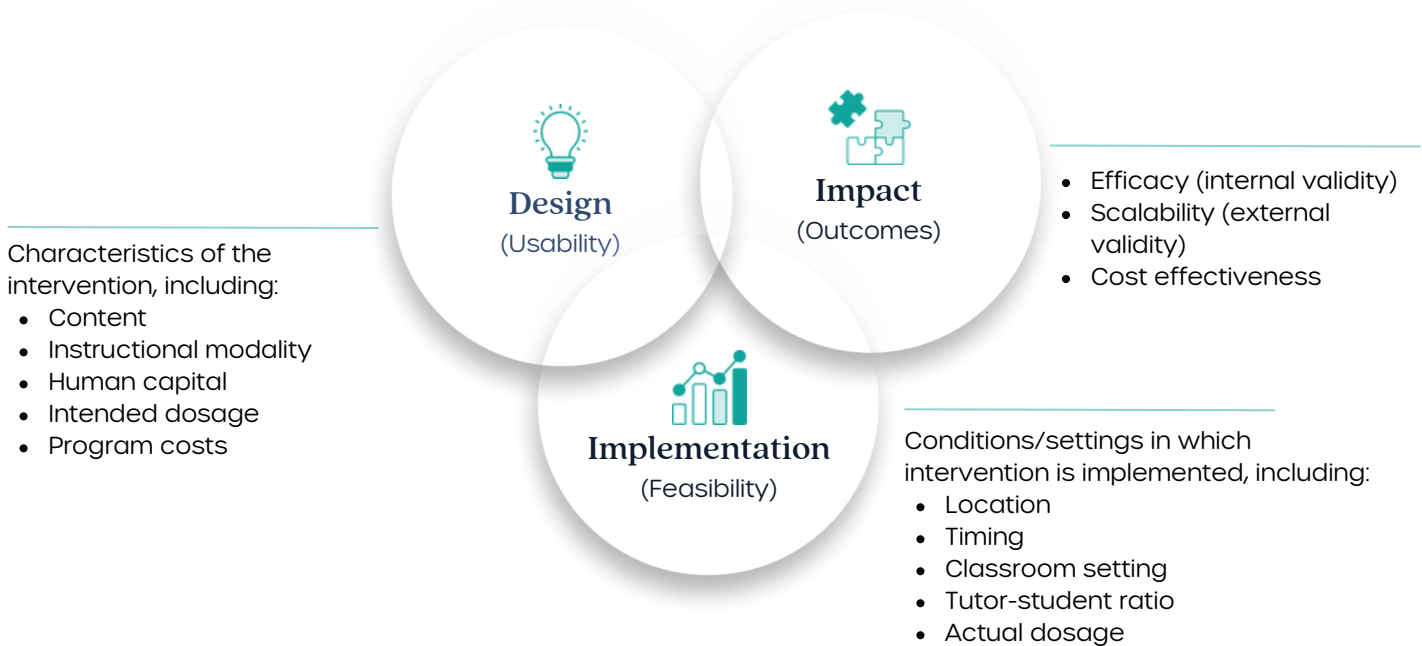 Design
(Usability)
Impact
(Outcomes)
Implementation
(Feasibility)
Characteristics of the
intervention, including:
• Content
• Instructional modality
• Human capital
• Intended dosage
• Program costs
• Efficacy (internal validity)
• Scalability (external
validity)
• Cost effectiveness
Conditions/settings in which
intervention is implemented, including:
• Location
• Timing
• Classroom setting
• Tutor-student ratio
• Actual dosage